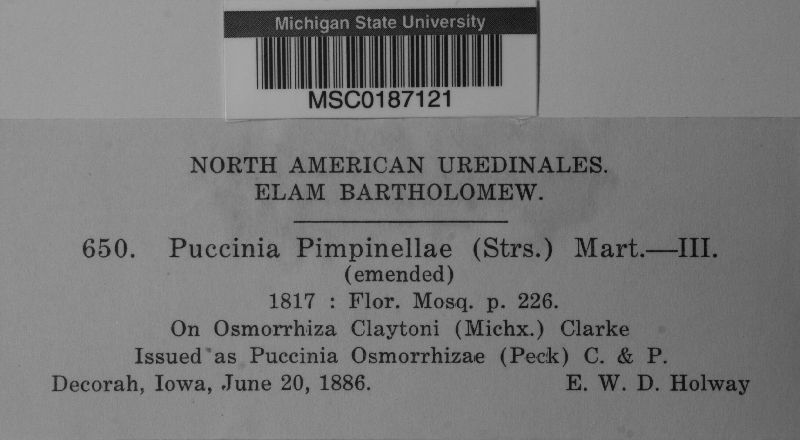 Michigan State University
MSC0187121
NORTH AMERICAN UREDINALES.
ELAM BARTHOLOMEW.
650. Puccinia Pimpinellae (Strs.) Mart.—III.
(emended)
1817 : Flor. Mosq. p. 226.
On Osmorrhiza Claytoni (Michx.) Clarke
Issued as Puccinia Osmorrhizae (Peck) C. & P.
Decorah, Iowa, June 20, 1886. E. W. D. Holway